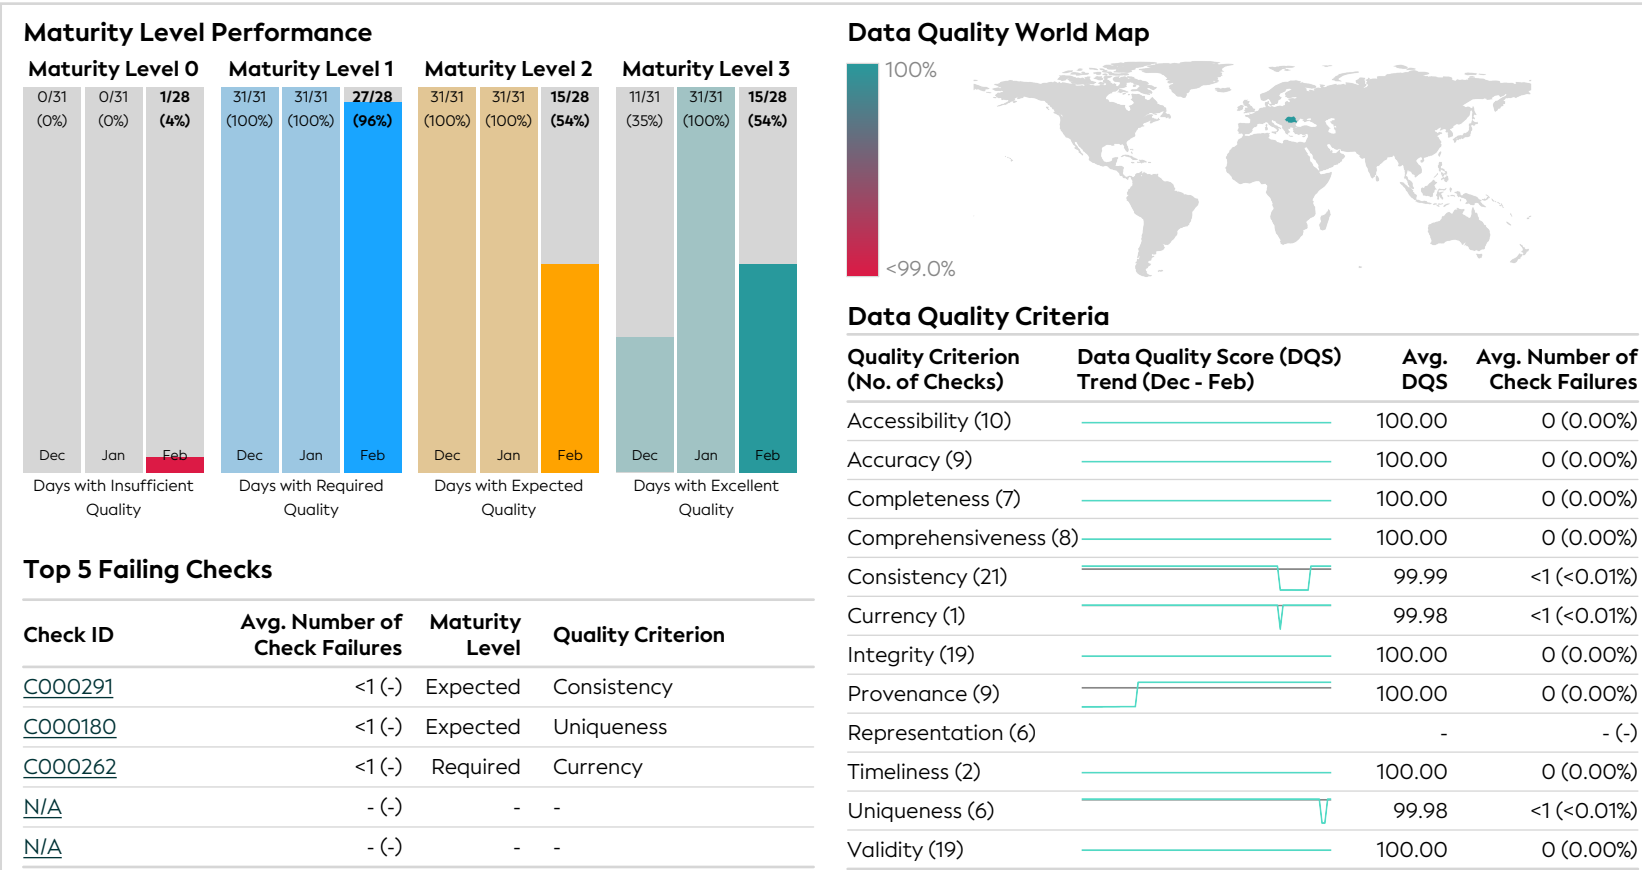 Maturity Level Performance
Maturity Level 0 Maturity Level 1 Maturity Level 2 Maturity Level 3
0/31 0/31 1/28 31/31 31/31 27/28 31/31 31/31 15/28 11/31 31/31 15/28
(0%) (0%) (4%) (100%) (100%) (96%) (100%) (100%) (54%) (35%) (100%) (54%)
Dec Jan Feb Dec Jan Feb Dec Jan Feb Dec Jan Feb
Days with Insufficient Days with Required Days with Expected Days with Excellent
Quality Quality Quality Quality
Top 5 Failing Checks
Check ID Avg. Number of Check Failures Maturity Level Quality Criterion
C000291 <1 (-) Expected Consistency
C000180 <1 (-) Expected Uniqueness
C000262 <1 (-) Required Currency
N/A - (-) - -
N/A - (-) - -
Data Quality World Map
100%
<99.0%
Data Quality Criteria
Quality Criterion Data Quality Score (DQS) Avg. Avg. Number of
(No. of Checks) Trend (Dec - Feb) DQS Check Failures
Accessibility (10) 100.00 0 (0.00%)
Accuracy (9) 100.00 0 (0.00%)
Completeness (7) 100.00 0 (0.00%)
Comprehensiveness (8) 100.00 0 (0.00%)
Consistency (21) 99.99 <1 (<0.01%)
Currency (1) 99.98 <1 (<0.01%)
Integrity (19) 100.00 0 (0.00%)
Provenance (9) 100.00 0 (0.00%)
Representation (6) - - (-)
Timeliness (2) 100.00 0 (0.00%)
Uniqueness (6) 99.98 <1 (<0.01%)
Validity (19) 100.00 0 (0.00%)